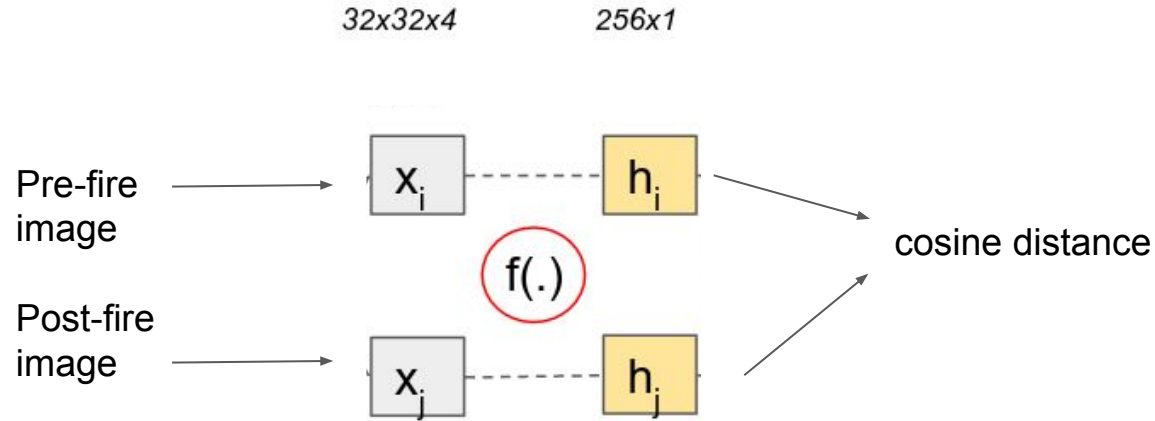 32x32x4
256x1
Pre-fire
image
x_i
h_i
cosine distance
f(.)
Post-fire
image
x_j
h_j